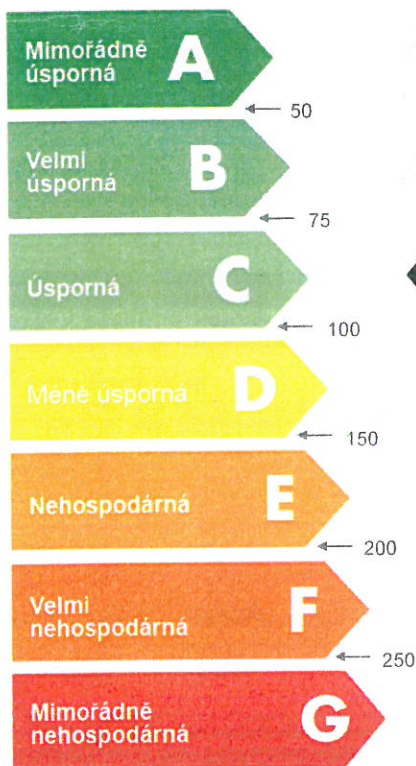 Mimořádně
úsporná
A
50
Velmi
úsporná
B
75
Úsporná
C
100
Méně úsporná
D
150
Nehospodárná
E
200
Velmi
nehospodárná
F
250
Mimořádně
nehospodárná
G